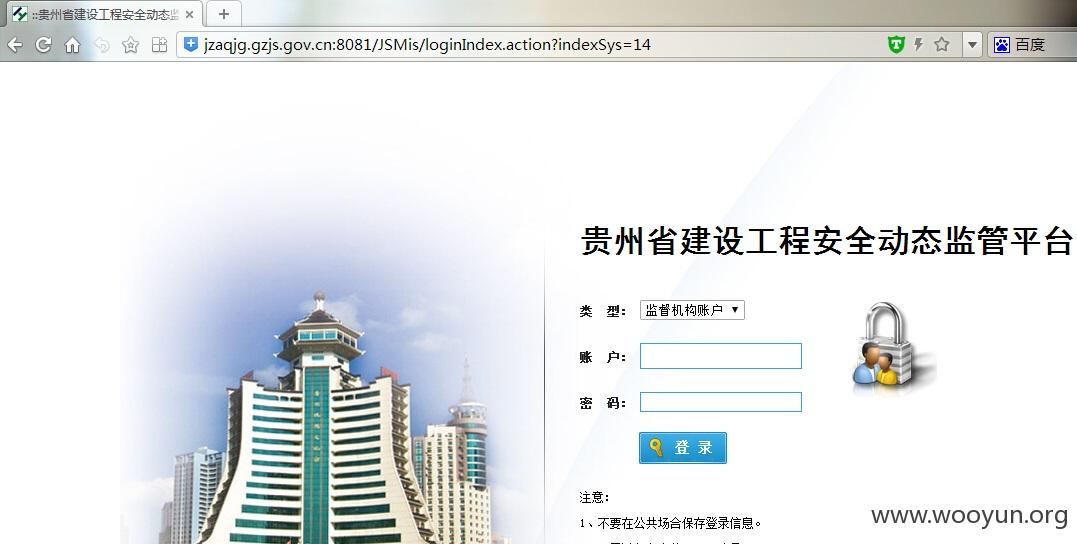 ::贵州省建设工程安全动态监
jzaqjg.gzjs.gov.cn:8081/JSMis/loginIndex.action?indexSys=14
百度
贵州省建设工程安全动态监管平台
类 型： 监督机构账户
账 户：
密 码：
登 录
注意：
1、不要在公共场合保存登录信息。
www.wooyun.org